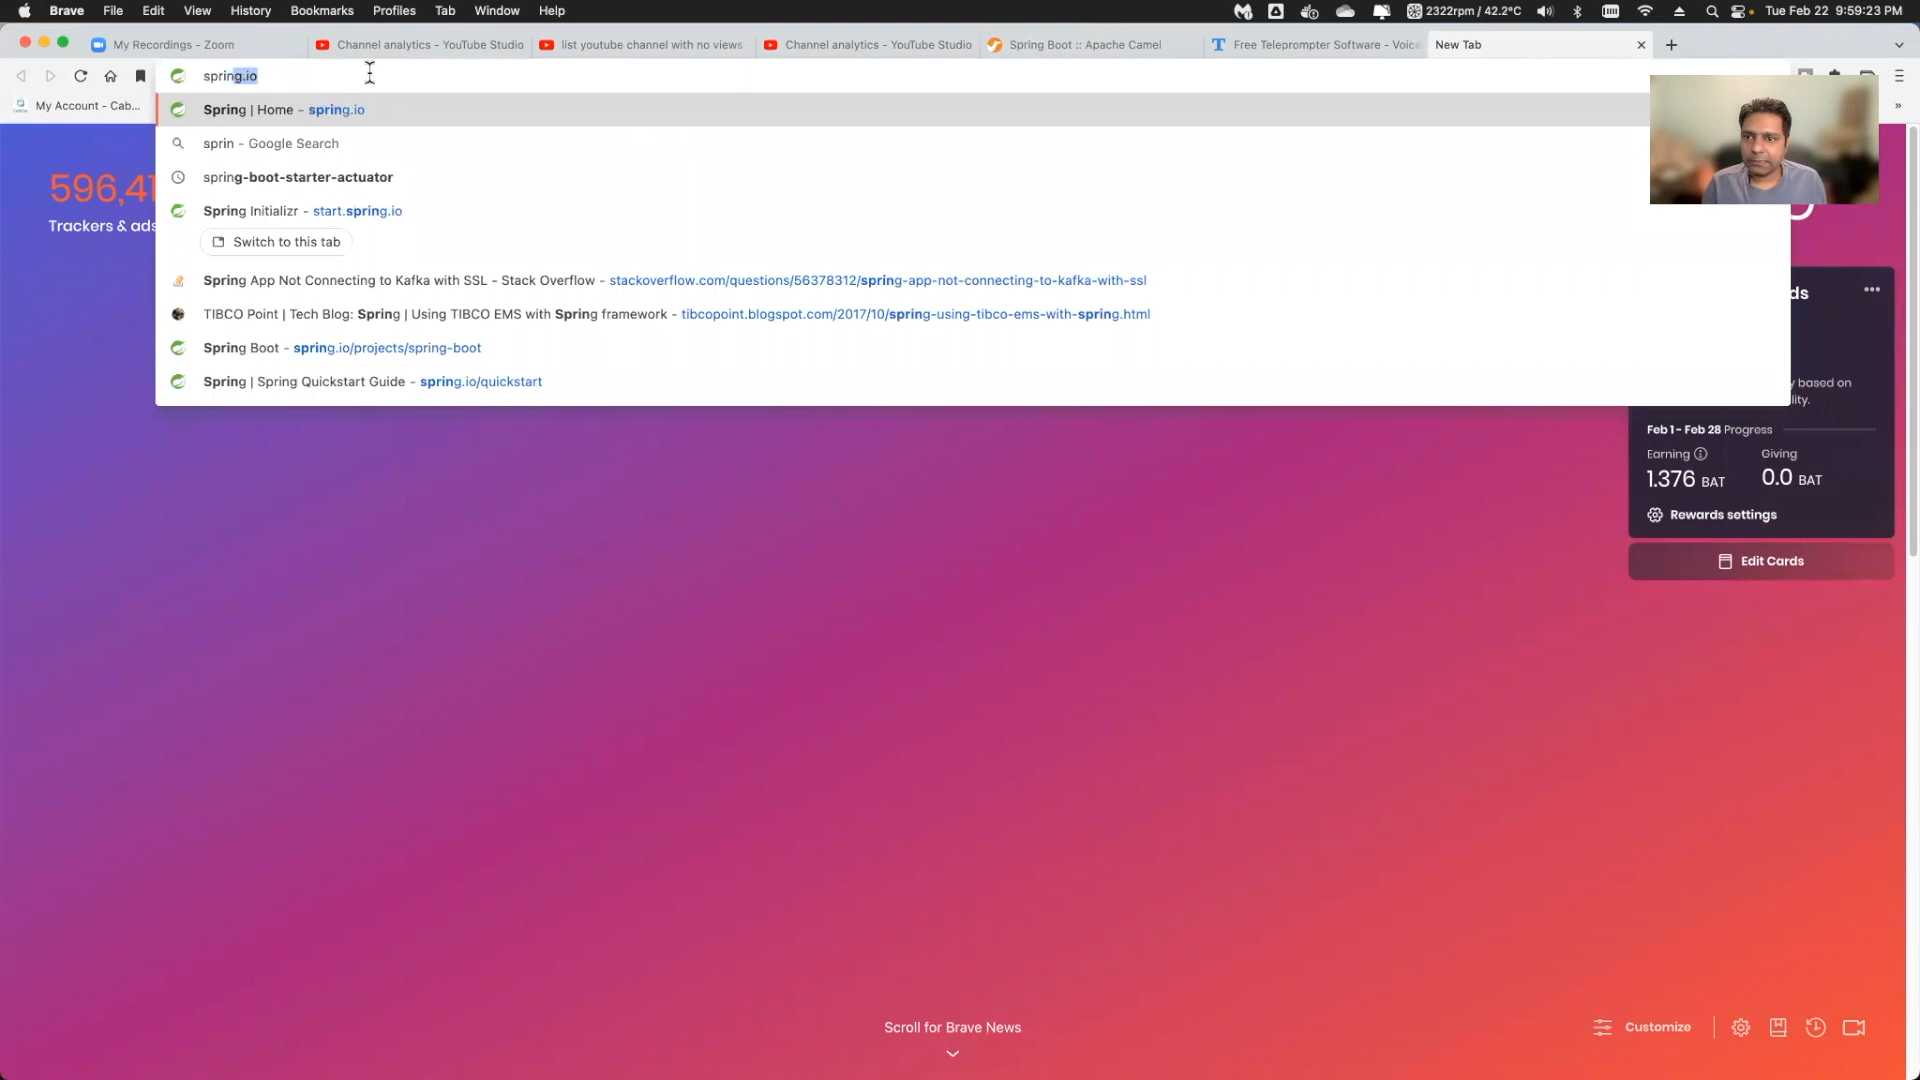 Brave File Edit View History Bookmarks Profiles Tab Window Help 2322rpm / 42.2°C Tue Feb 22 9:59:23 PM
My Recordings - Zoom Channel analytics - YouTube Studio list youtube channel with no views Channel analytics - YouTube Studio Spring Boot :: Apache Camel Free Teleprompter Software - Voice New Tab
spring.io
My Account - Cab...
Spring | Home - spring.io
sprin - Google Search
spring-boot-starter-actuator
Spring Initializr - start.spring.io
Switch to this tab
Spring App Not Connecting to Kafka with SSL - Stack Overflow - stackoverflow.com/questions/56378312/spring-app-not-connecting-to-kafka-with-ssl
TIBCO Point | Tech Blog: Spring | Using TIBCO EMS with Spring framework - tibcopoint.blogspot.com/2017/10/spring-using-tibco-ems-with-spring.html
Spring Boot - spring.io/projects/spring-boot
Spring | Spring Quickstart Guide - spring.io/quickstart
596,41
Trackers & ads
ds
y based on
lity.
Feb 1 - Feb 28 Progress
Earning Giving
1.376 BAT 0.0 BAT
Rewards settings
Edit Cards
Scroll for Brave News
Customize